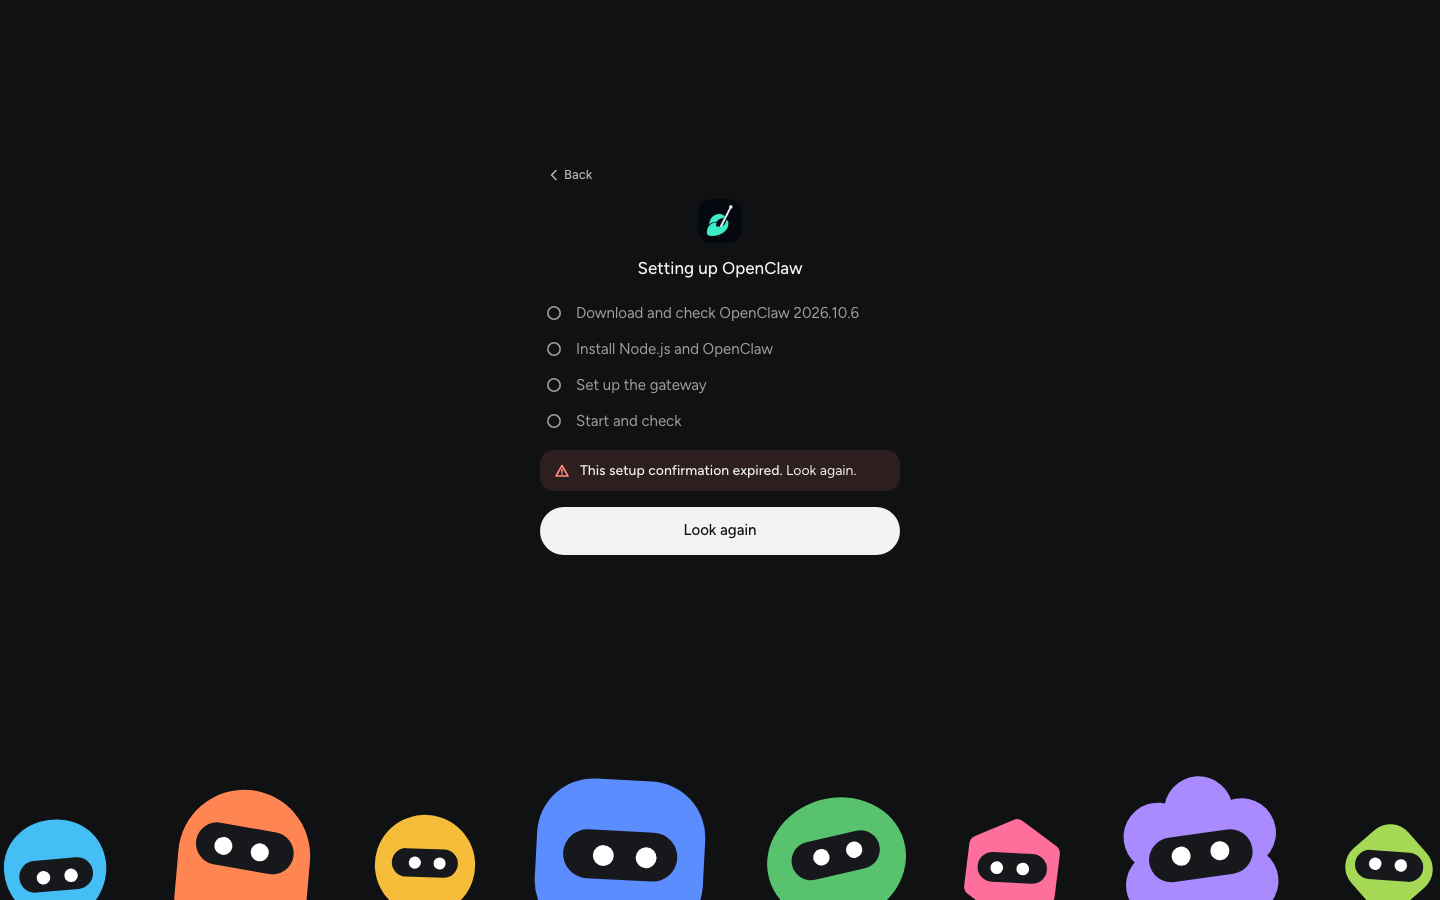 Back
Setting up OpenClaw
Download and check OpenClaw 2026.10.6
Install Node.js and OpenClaw
Set up the gateway
Start and check
This setup confirmation expired. Look again.
Look again